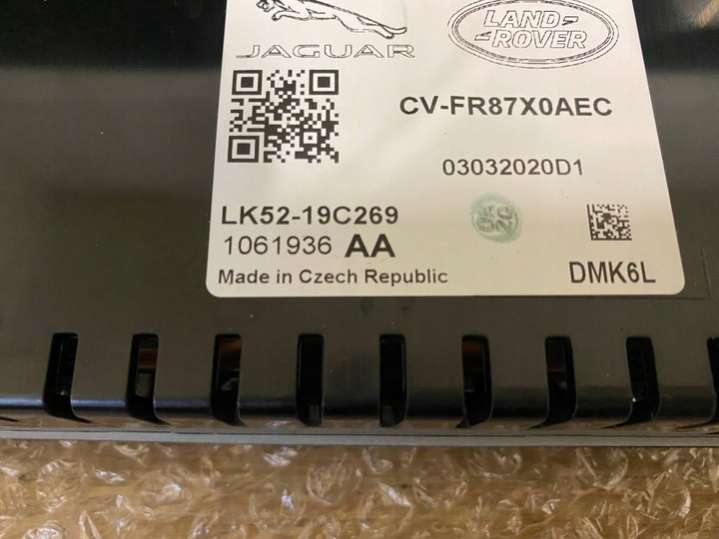 JAGUAR
LAND-
-ROVER
CV-FR87X0AEC
03032020D1
LK52-19C269
1061936 AA
Made in Czech Republic
DMK6L